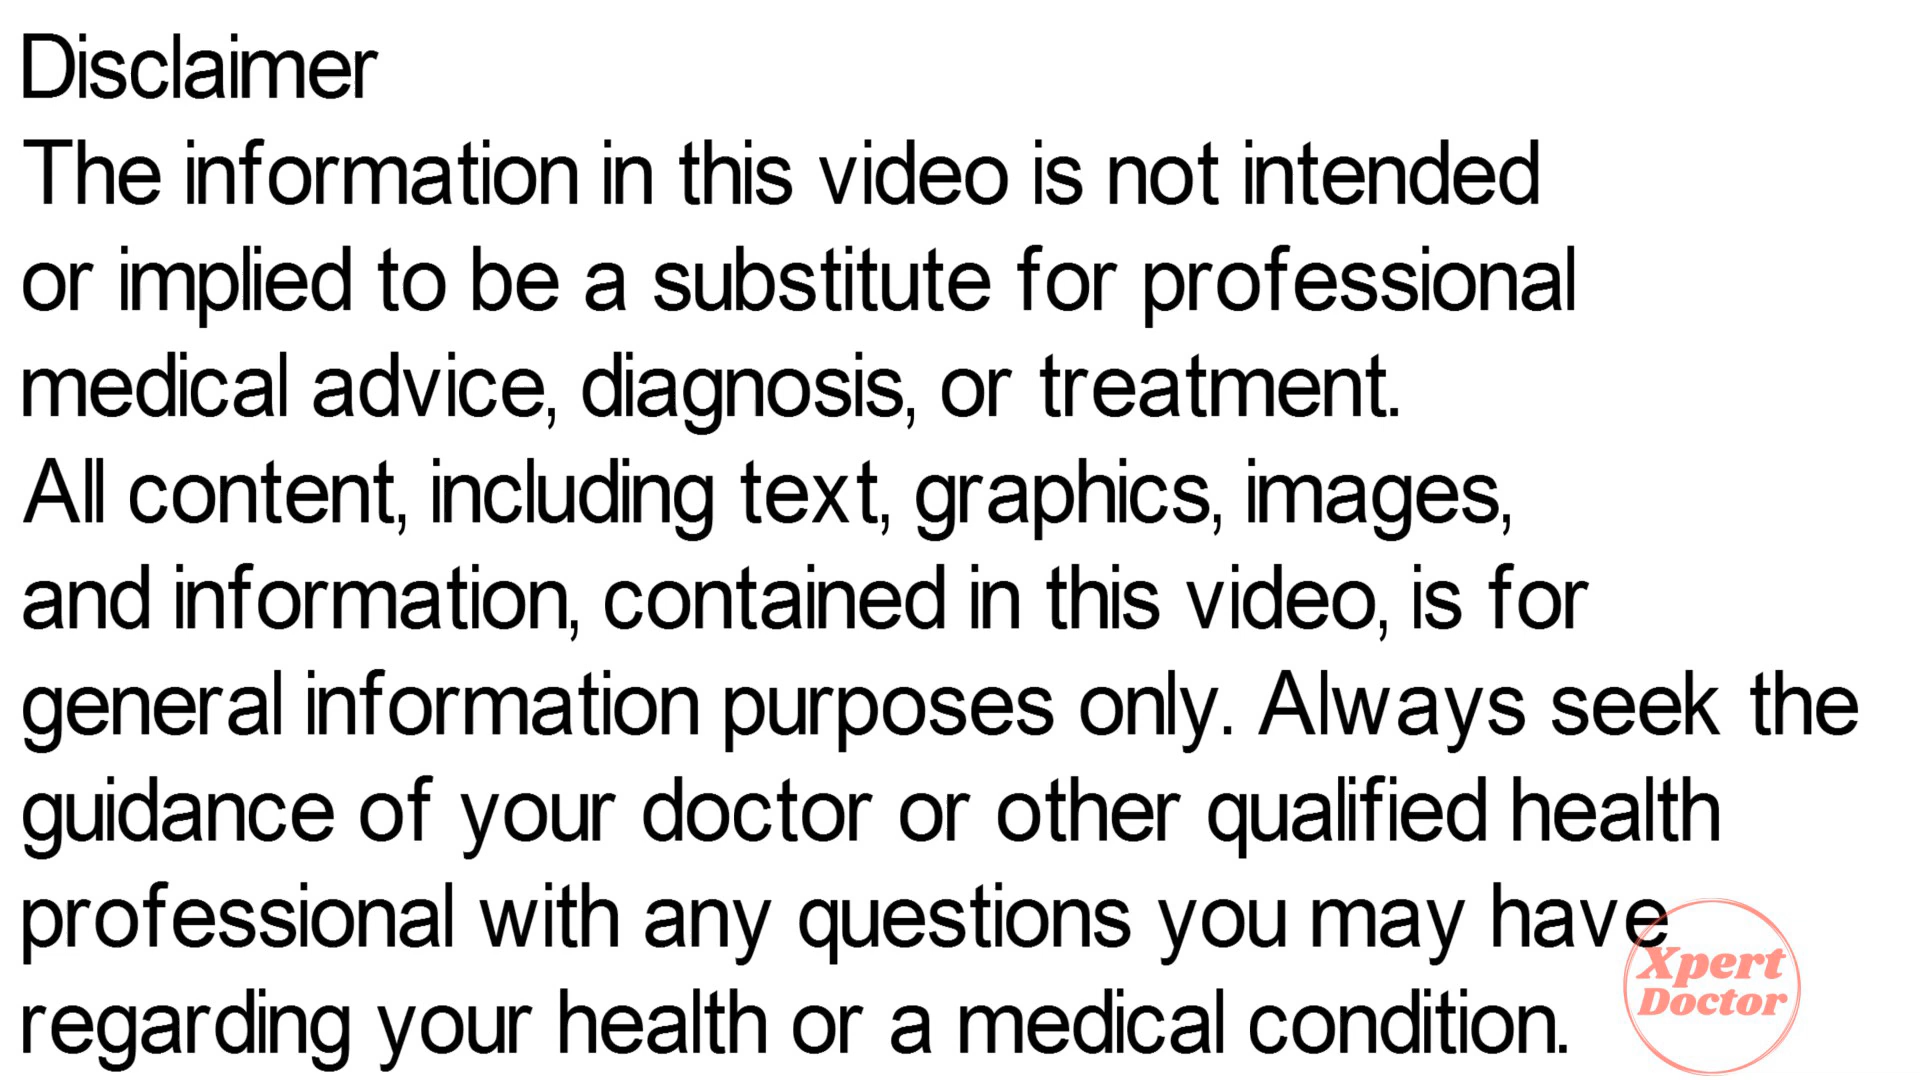 Disclaimer
The information in this video is not intended
or implied to be a substitute for professional
medical advice, diagnosis, or treatment.
All content, including text, graphics, images,
and information, contained in this video, is for
general information purposes only. Always seek the
guidance of your doctor or other qualified health
professional with any questions you may have
regarding your health or a medical condition.
Xpert
Doctor